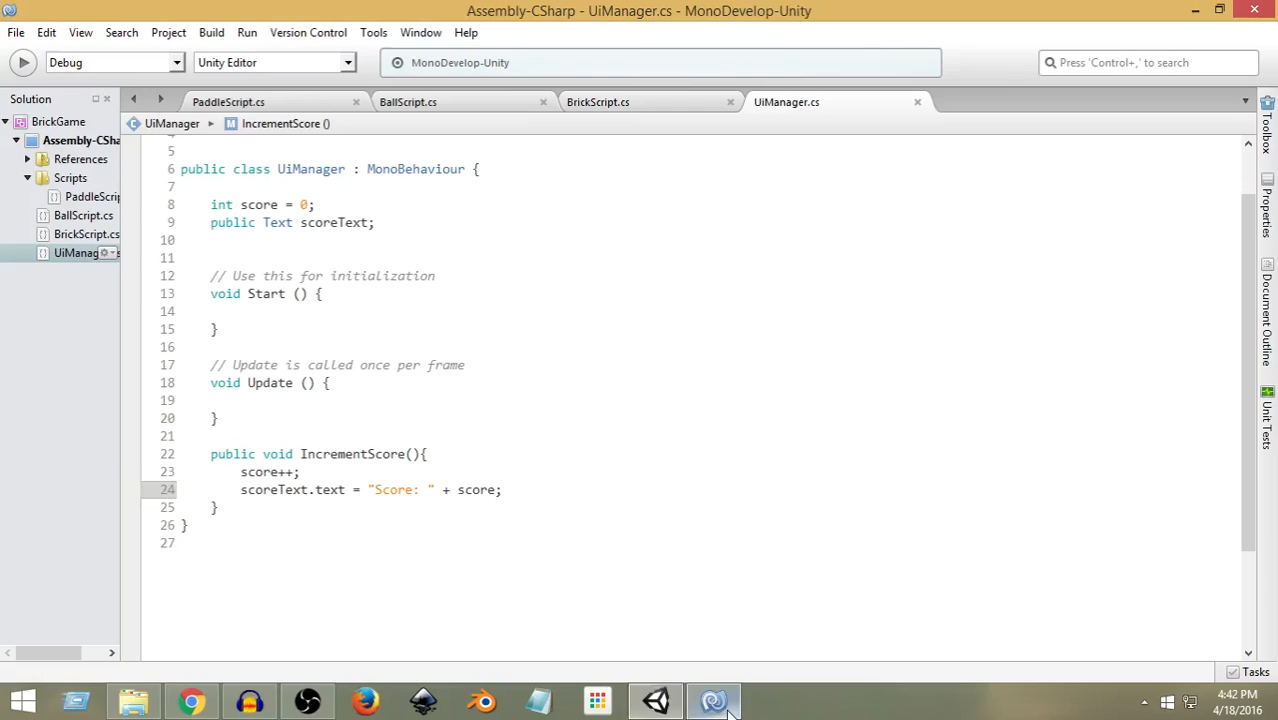 Assembly-CSharp - UiManager.cs - MonoDevelop-Unity
File Edit View Search Project Build Run Version Control Tools Window Help
Debug Unity Editor MonoDevelop-Unity Press 'Control+,' to search
Solution PaddleScript.cs BallScript.cs BrickScript.cs UiManager.cs
BrickGame UiManager IncrementScore ()
Assembly-CSha
References
Scripts
PaddleScrip
BallScript.cs
BrickScript.cs
UiManag
5
6 public class UiManager : MonoBehaviour {
7
8 int score = 0;
9 public Text scoreText;
10
11
12 // Use this for initialization
13 void Start () {
14
15 }
16
17 // Update is called once per frame
18 void Update () {
19
20 }
21
22 public void IncrementScore(){
23 score++;
24 scoreText.text = "Score: " + score;
25 }
26 }
27
Toolbox
Properties
Document Outline
Unit Tests
Tasks
4:42 PM
4/18/2016